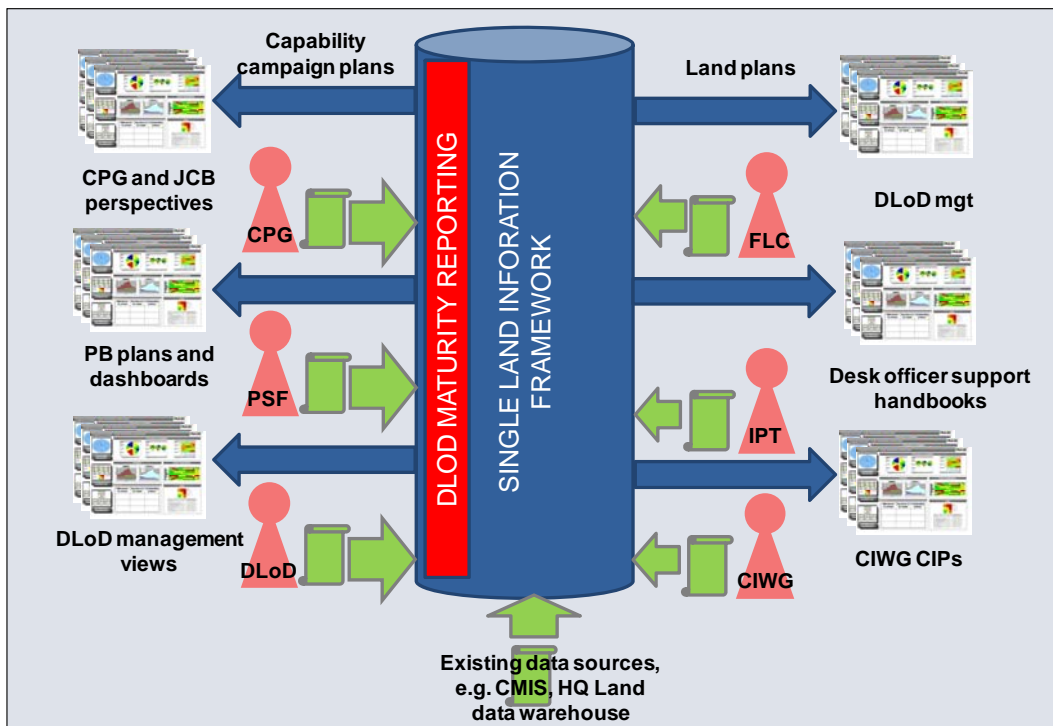 Capability
campaign plans
Land plans
CPG and JCB
perspectives
CPG
FLC
DLoD mgt
DLOD MATURITY REPORTING
SINGLE LAND INFORATION
FRAMEWORK
PB plans and
dashboards
PSF
IPT
Desk officer support
handbooks
DLoD management
views
DLoD
CIWG
CIWG CIPs
Existing data sources,
e.g. CMIS, HQ Land
data warehouse